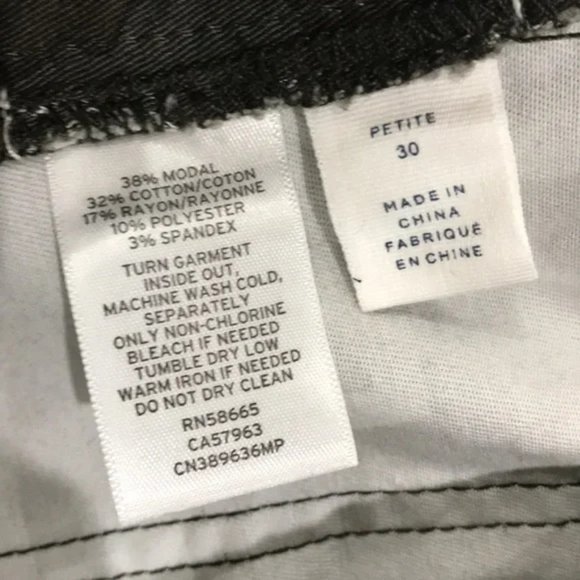 38% MODAL
32% COTTON/COTON
17% RAYON/RAYONNE
10% POLYESTER
3% SPANDEX
TURN GARMENT
INSIDE OUT,
MACHINE WASH COLD,
SEPARATELY
ONLY NON-CHLORINE
BLEACH IF NEEDED
TUMBLE DRY LOW
WARM IRON IF NEEDED
DO NOT DRY CLEAN
RN58665
CA57963
CN389636MP
PETITE
30
MADE IN
CHINA
FABRIQUÉ
EN CHINE